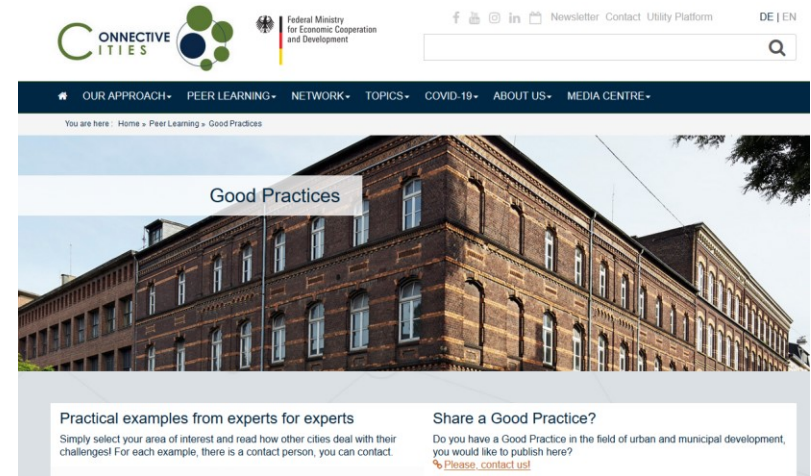 CONNECTIVE
CITIES
Federal Ministry
for Economic Cooperation
and Development
Newsletter Contact Utility Platform
DE | EN
OUR APPROACH PEER LEARNING NETWORK TOPICS COVID-19 ABOUT US MEDIA CENTRE
You are here : Home » Peer Learning » Good Practices
Good Practices
Practical examples from experts for experts
Simply select your area of interest and read how other cities deal with their
challenges! For each example, there is a contact person, you can contact.
Share a Good Practice?
Do you have a Good Practice in the field of urban and municipal development,
you would like to publish here?
Please, contact us!